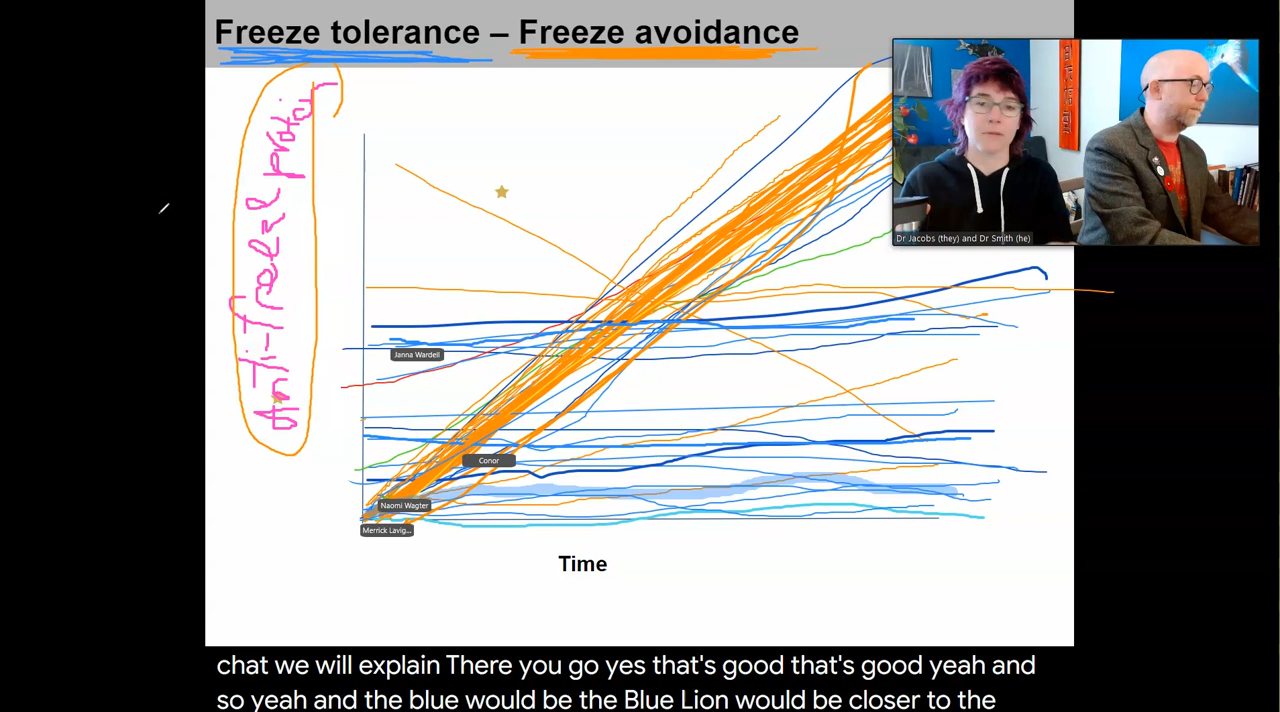 Freeze tolerance – Freeze avoidance
Anti-freeze protein
Dr Jacobs (they) and Dr Smith (he)
Janna Wardell
Conor
Naomi Wagter
Merrick Lavig...
Time
chat we will explain There you go yes that's good that's good yeah and
so yeah and the blue would be the Blue Lion would be closer to the